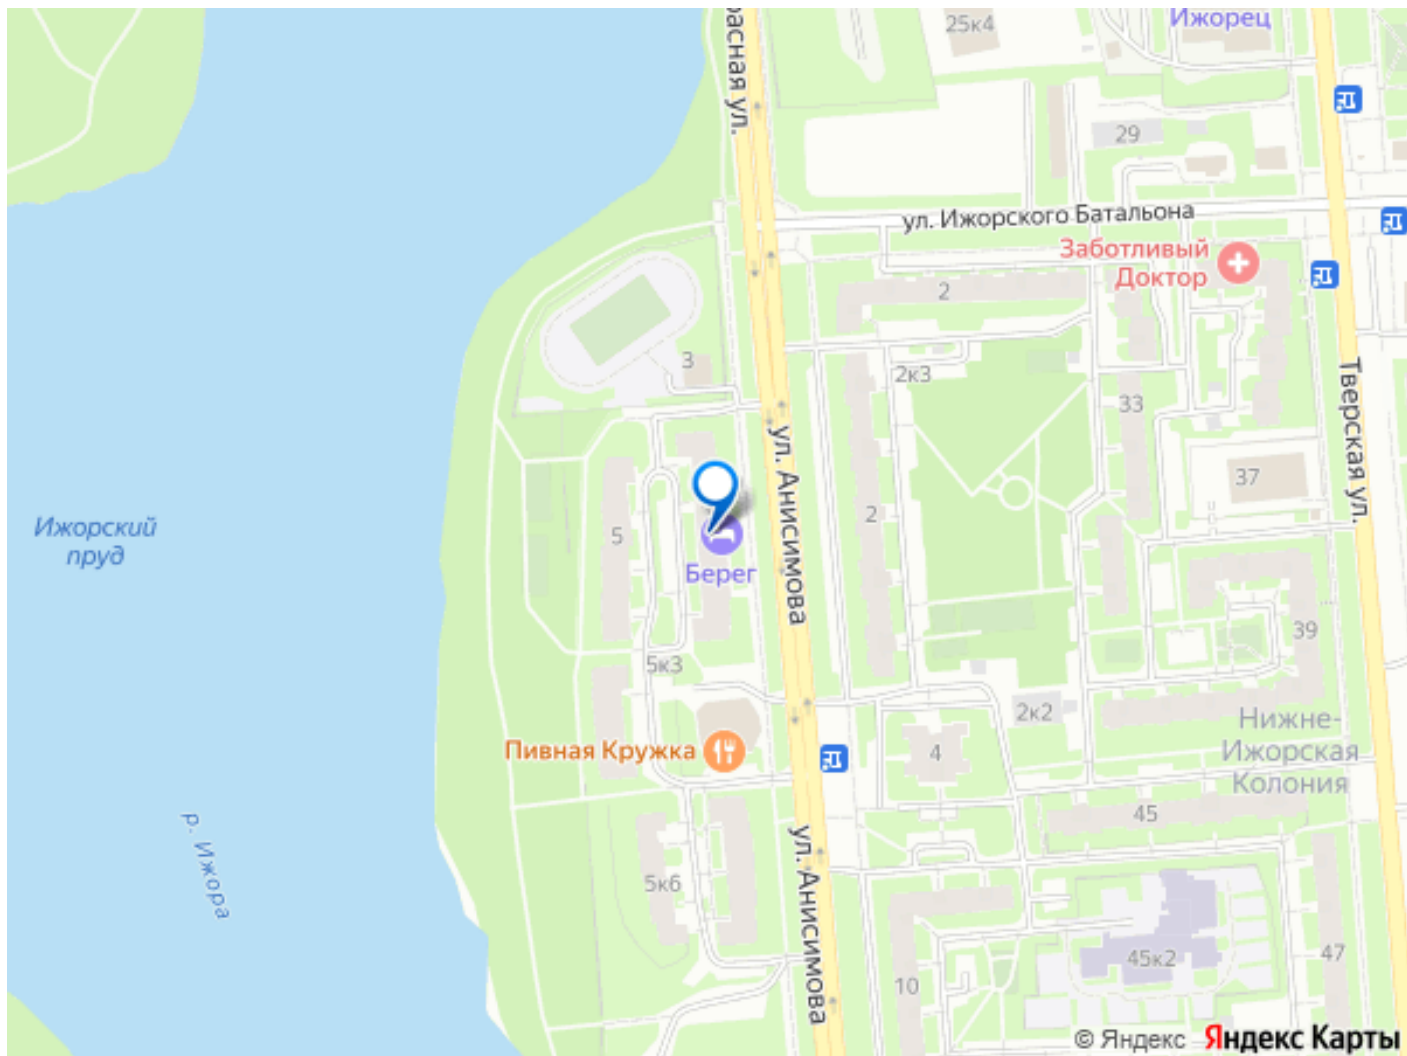 Ижорец
25к4
расная ул.
29
ул. Ижорского Батальона
Заботливый
Доктор
2
3
2к3
33
Тверская ул.
ул. Анисимова
37
2
5
Ижорский
пруд
Берег
39
5к3
2к2
Нижне-
Ижорская
Колония
Пивная Кружка
4
45
р. Ижора
ул. Анисимова
5к6
47
45к2
10
© Яндекс Яндекс Карты